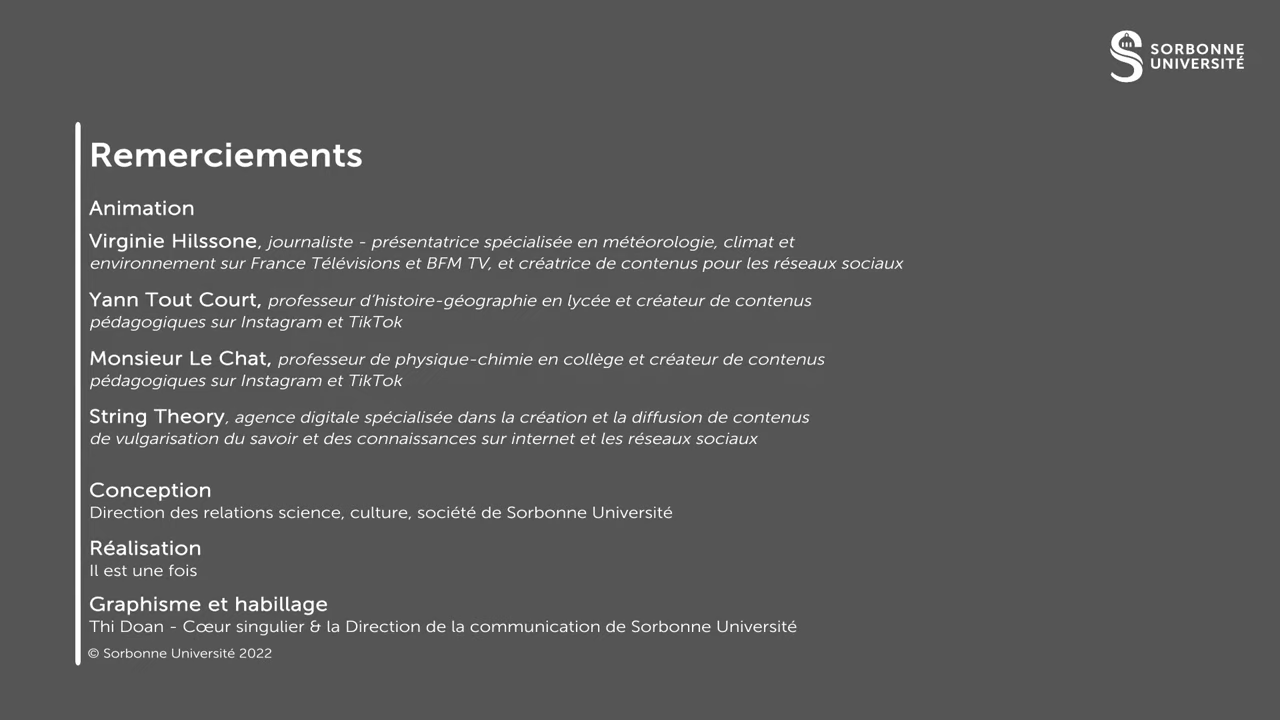 SORBONNE
UNIVERSITÉ
Remerciements
Animation
Virginie Hilssone, journaliste - présentatrice spécialisée en météorologie, climat et
environnement sur France Télévisions et BFM TV, et créatrice de contenus pour les réseaux sociaux
Yann Tout Court, professeur d’histoire-géographie en lycée et créateur de contenus
pédagogiques sur Instagram et TikTok
Monsieur Le Chat, professeur de physique-chimie en collège et créateur de contenus
pédagogiques sur Instagram et TikTok
String Theory, agence digitale spécialisée dans la création et la diffusion de contenus
de vulgarisation du savoir et des connaissances sur internet et les réseaux sociaux
Conception
Direction des relations science, culture, société de Sorbonne Université
Réalisation
Il est une fois
Graphisme et habillage
Thi Doan - Cœur singulier & la Direction de la communication de Sorbonne Université
© Sorbonne Université 2022